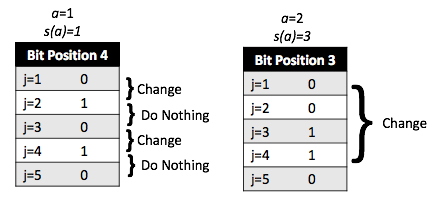 a=1
s(a)=1
Bit Position 4
j=1 0
j=2 1
j=3 0
j=4 1
j=5 0
Change
Do Nothing
Change
Do Nothing
a=2
s(a)=3
Bit Position 3
j=1 0
j=2 0
j=3 1
j=4 1
j=5 0
Change